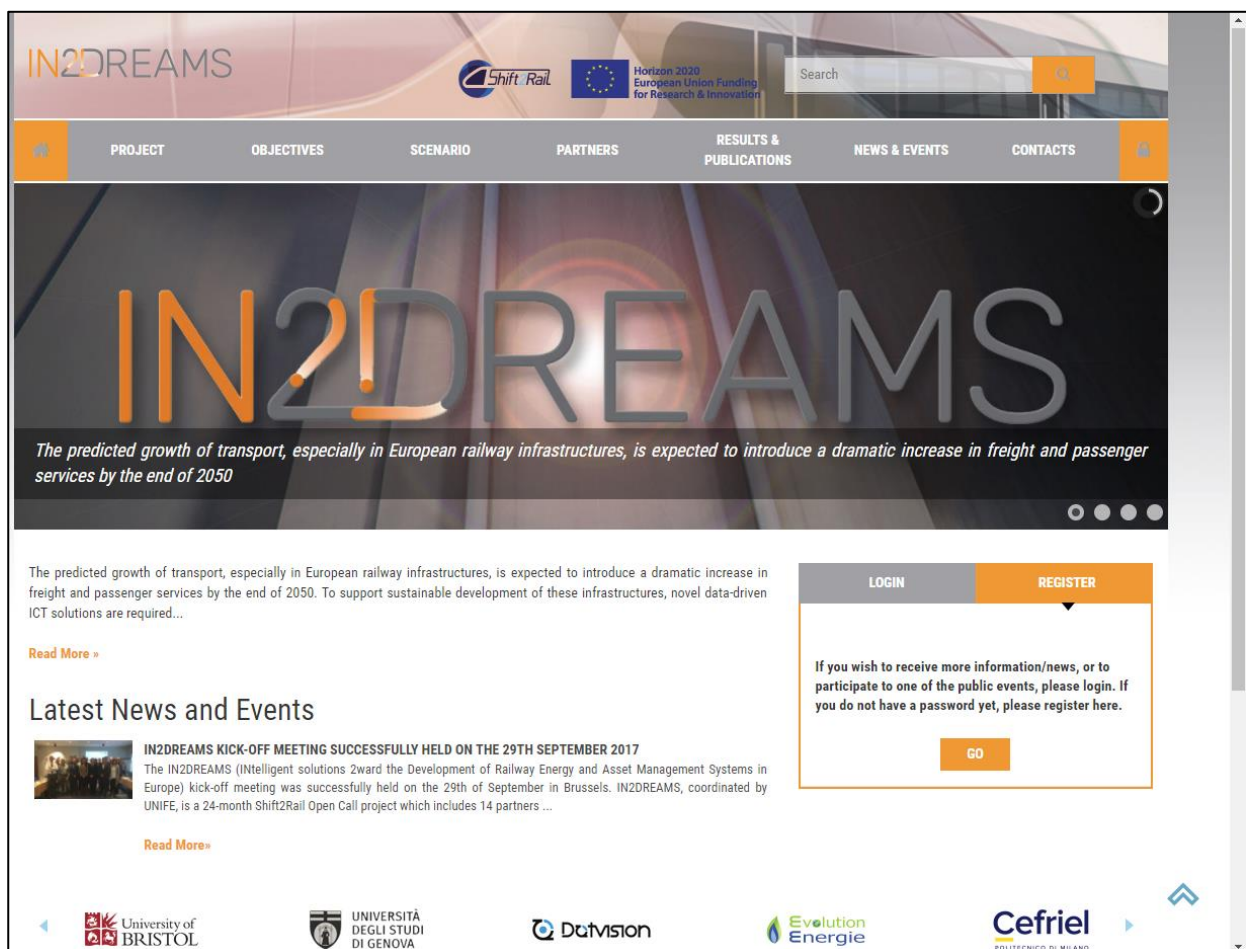 IN2DREAMS
Shift2Rail
Horizon 2020
European Union Funding
for Research & Innovation
Search
PROJECT
OBJECTIVES
SCENARIO
PARTNERS
RESULTS &
PUBLICATIONS
NEWS & EVENTS
CONTACTS
IN2DREAMS
The predicted growth of transport, especially in European railway infrastructures, is expected to introduce a dramatic increase in freight and passenger
services by the end of 2050
The predicted growth of transport, especially in European railway infrastructures, is expected to introduce a dramatic increase in
freight and passenger services by the end of 2050. To support sustainable development of these infrastructures, novel data-driven
ICT solutions are required...
Read More »
LOGIN
REGISTER
If you wish to receive more information/news, or to
participate to one of the public events, please login. If
you do not have a password yet, please register here.
GO
Latest News and Events
IN2DREAMS KICK-OFF MEETING SUCCESSFULLY HELD ON THE 29TH SEPTEMBER 2017
The IN2DREAMS (INtelligent solutions 2ward the Development of Railway Energy and Asset Management Systems in
Europe) kick-off meeting was successfully held on the 29th of September in Brussels. IN2DREAMS, coordinated by
UNIFE, is a 24-month Shift2Rail Open Call project which includes 14 partners ...
Read More»
University of
BRISTOL
UNIVERSITÀ
DEGLI STUDI
DI GENOVA
Dotvision
Evolution
Energie
Cefriel
POLITECNICO DI MILANO